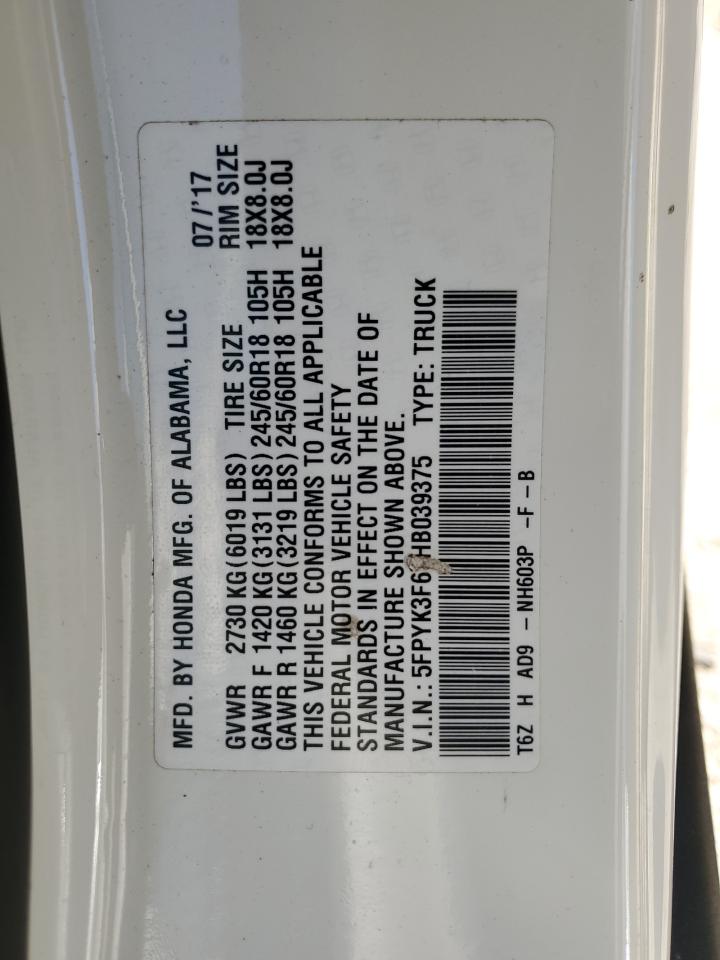 MFD. BY HONDA MFG. OF ALABAMA, LLC 07/'17
GVWR 2730 KG(6019 LBS) TIRE SIZE RIM SIZE
GAWR F 1420 KG(3131 LBS) 245/60R18 105H 18X8.0J
GAWR R 1460 KG(3219 LBS) 245/60R18 105H 18X8.0J
THIS VEHICLE CONFORMS TO ALL APPLICABLE
FEDERAL MOTOR VEHICLE SAFETY
STANDARDS IN EFFECT ON THE DATE OF
MANUFACTURE SHOWN ABOVE.
V.I.N.: TYPE: TRUCK
T6Z H AD9 -NH603P -F-B